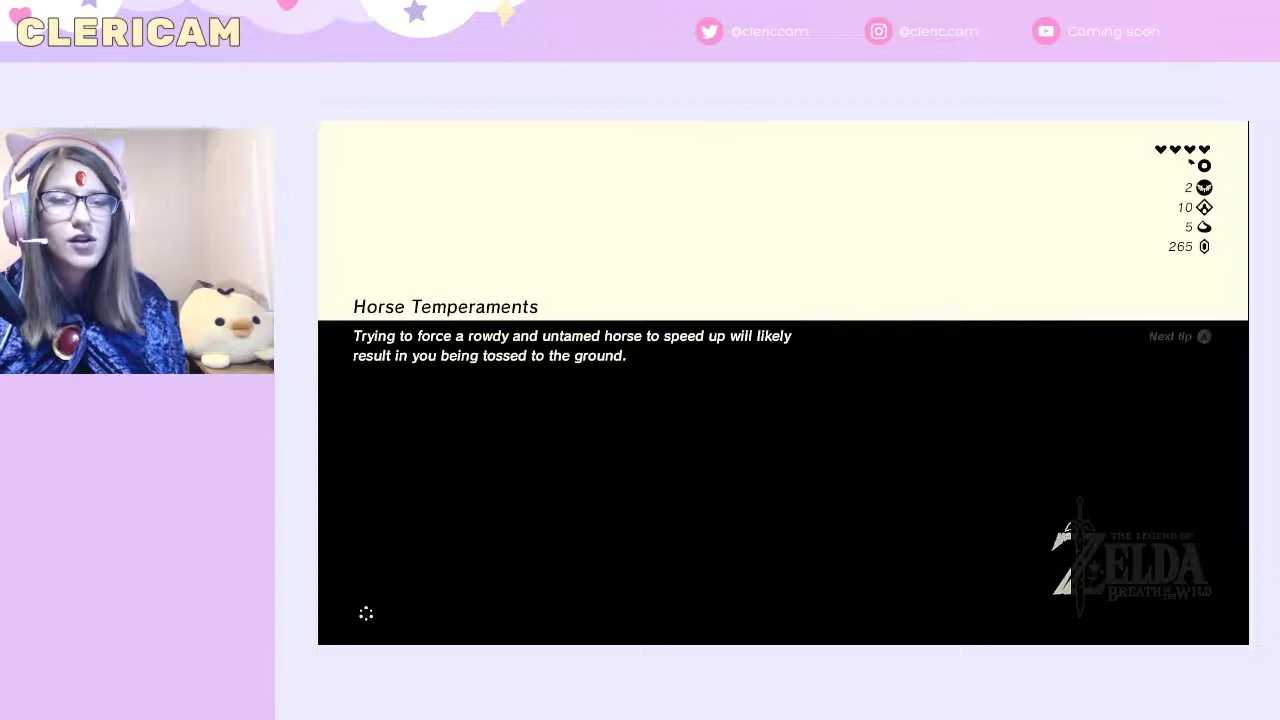 CLERICAM
@clericcam
@cleric.cam
Coming soon
2
10
5
265
Horse Temperaments
Trying to force a rowdy and untamed horse to speed up will likely
result in you being tossed to the ground.
Next tip A
THE LEGEND OF
ZELDA
BREATH OF THE WILD